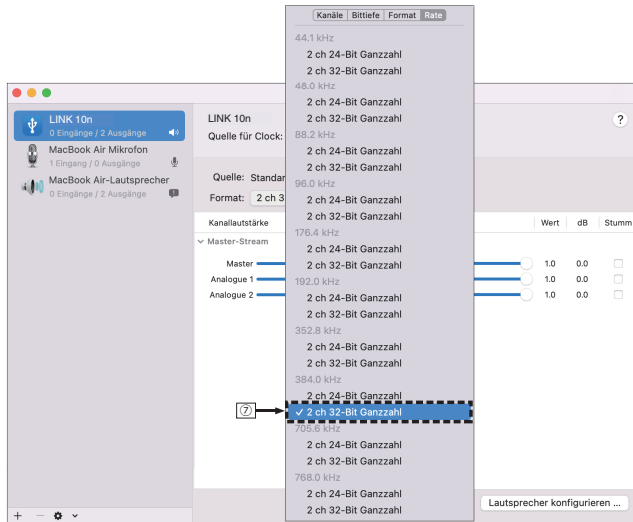 Kanäle Bittiefe Format Rate
44.1 kHz
2 ch 24-Bit Ganzzahl
2 ch 32-Bit Ganzzahl
48.0 kHz
2 ch 24-Bit Ganzzahl
2 ch 32-Bit Ganzzahl
88.2 kHz
2 ch 24-Bit Ganzzahl
2 ch 32-Bit Ganzzahl
96.0 kHz
2 ch 24-Bit Ganzzahl
2 ch 32-Bit Ganzzahl
176.4 kHz
2 ch 24-Bit Ganzzahl
2 ch 32-Bit Ganzzahl
192.0 kHz
2 ch 24-Bit Ganzzahl
2 ch 32-Bit Ganzzahl
352.8 kHz
2 ch 24-Bit Ganzzahl
2 ch 32-Bit Ganzzahl
384.0 kHz
2 ch 24-Bit Ganzzahl
⑦
✓ 2 ch 32-Bit Ganzzahl
705.6 kHz
2 ch 24-Bit Ganzzahl
2 ch 32-Bit Ganzzahl
768.0 kHz
2 ch 24-Bit Ganzzahl
2 ch 32-Bit Ganzzahl
LINK 10n
0 Eingänge / 2 Ausgänge
MacBook Air Mikrofon
1 Eingang / 0 Ausgänge
MacBook Air-Lautsprecher
0 Eingänge / 2 Ausgänge
LINK 10n
?
Quelle für Clock:
Quelle: Standar
Format: 2 ch 3
Kanallautstärke Wert dB Stumm
Master-Stream
Master 1.0 0.0
Analogue 1 1.0 0.0
Analogue 2 1.0 0.0
Lautsprecher konfigurieren ...